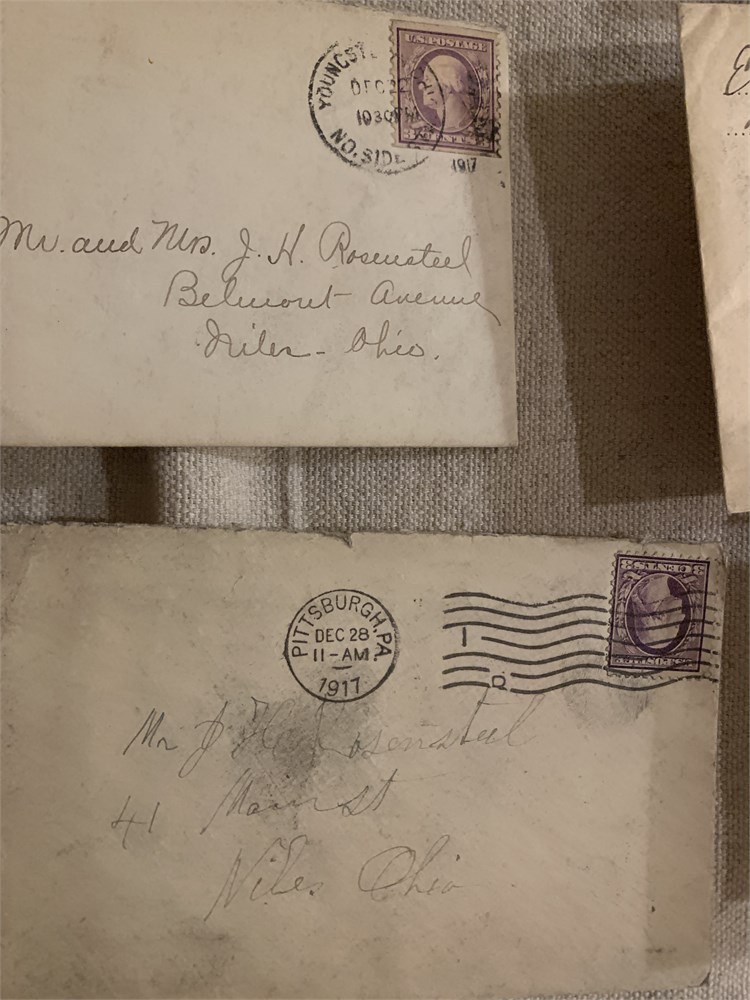 DEC 22
1030 PM
NO. SIDE
1917
U.S. POSTAGE
Mr. and Mrs. J. H. Rosensteel
Belmont Avenue
Niles - Ohio.
PITTSBURGH, PA.
DEC 28
11-AM
1917
Mr J H Rosensteel
41 Main St
Niles Ohio